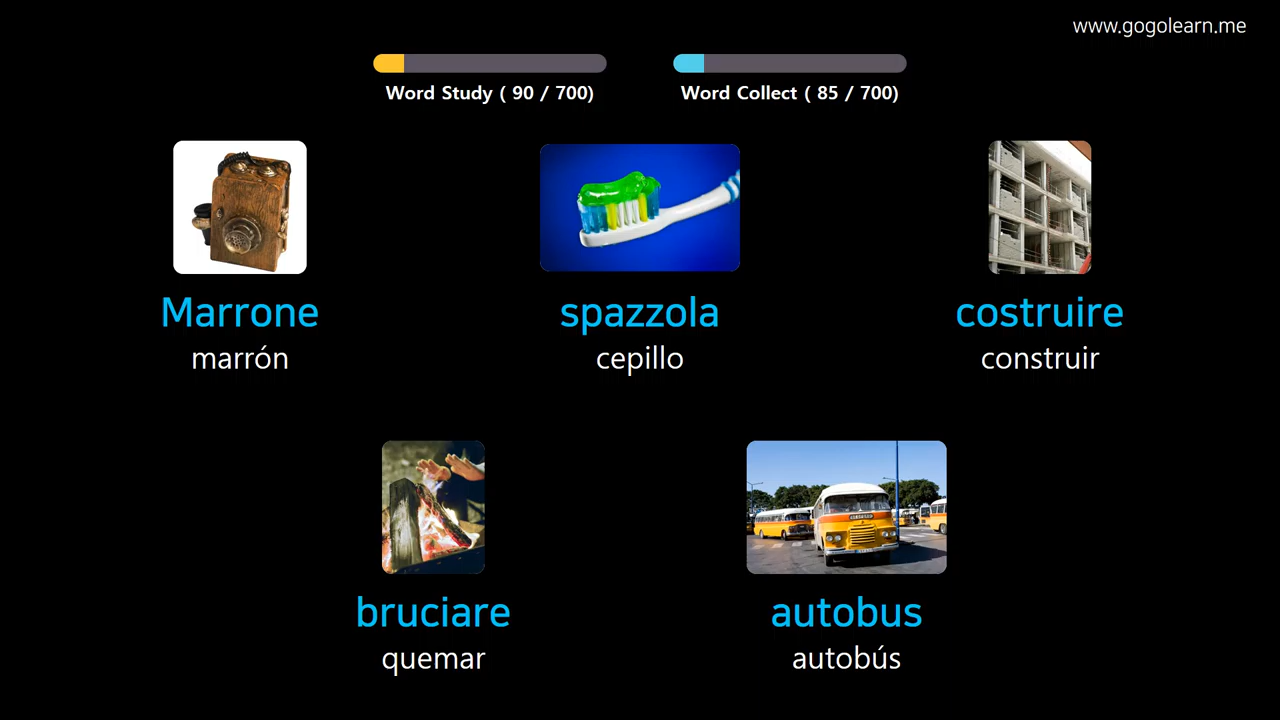 www.gogolearn.me
Word Study ( 90 / 700)
Word Collect ( 85 / 700)
Marrone
marrón
spazzola
cepillo
costruire
construir
bruciare
quemar
autobus
autobús